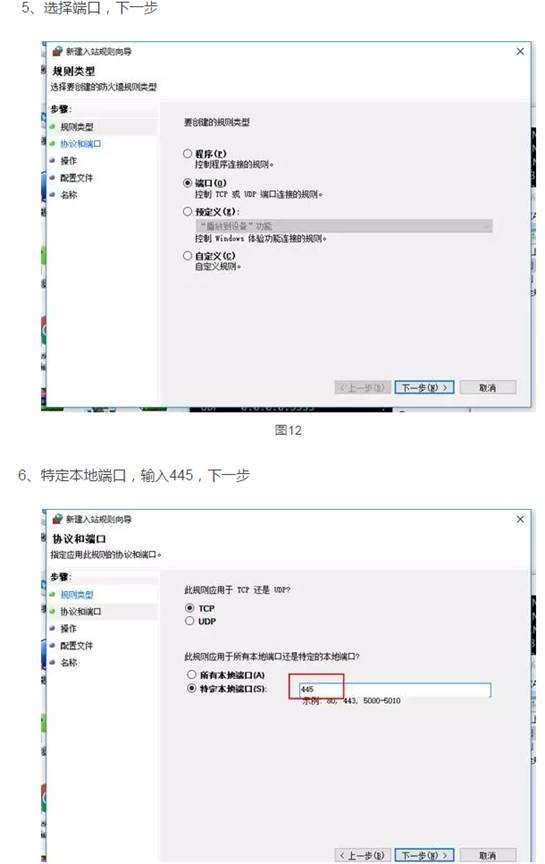 5、选择端口，下一步
新建入站规则向导
规则类型
选择要创建的防火墙规则类型
步骤:
规则类型
协议和端口
操作
配置文件
名称
要创建的规则类型
程序(P)
控制程序连接的规则。
端口(O)
控制 TCP 或 UDP 端口连接的规则。
预定义(E):
“播放到设备”功能
控制 Windows 体验功能连接的规则。
自定义(C)
自定义规则。
< 上一步(B)
下一步(N) >
取消
图12
6、特定本地端口，输入445，下一步
新建入站规则向导
协议和端口
指定应用此规则的协议和端口。
步骤:
规则类型
协议和端口
操作
配置文件
名称
此规则应用于 TCP 还是 UDP?
TCP
UDP
此规则应用于所有本地端口还是特定的本地端口?
所有本地端口(A)
特定本地端口(S):
445
示例: 80, 443, 5000-5010
< 上一步(B)
下一步(N) >
取消